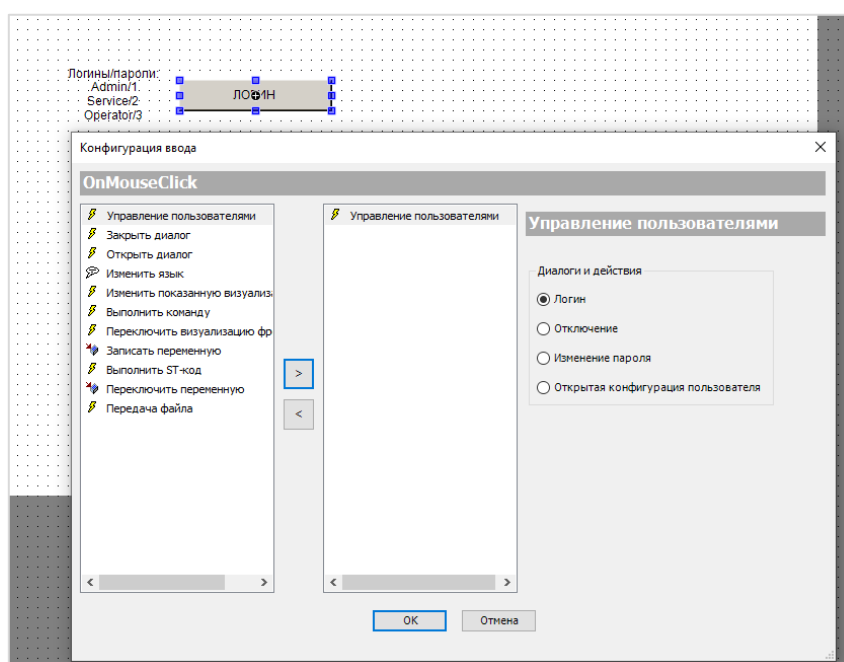 Логины/пароли:
Admin/1
Service/2
Operator/3
ЛОГИН
Конфигурация ввода
OnMouseClick
Управление пользователями
Закрыть диалог
Открыть диалог
Изменить язык
Изменить показанную визуализ
Выполнить команду
Переключить визуализацию фр
Записать переменную
Выполнить ST-код
Переключить переменную
Передача файла
>
<
Управление пользователями
Управление пользователями
Диалоги и действия
Логин
Отключение
Изменение пароля
Открытая конфигурация пользователя
OK
Отмена